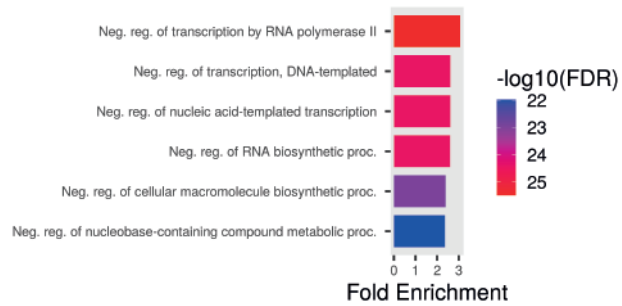 Neg. reg. of transcription by RNA polymerase II
Neg. reg. of transcription, DNA-templated
Neg. reg. of nucleic acid-templated transcription
Neg. reg. of RNA biosynthetic proc.
Neg. reg. of cellular macromolecule biosynthetic proc.
Neg. reg. of nucleobase-containing compound metabolic proc.
0 1 2 3
Fold Enrichment
-log10(FDR)
22
23
24
25